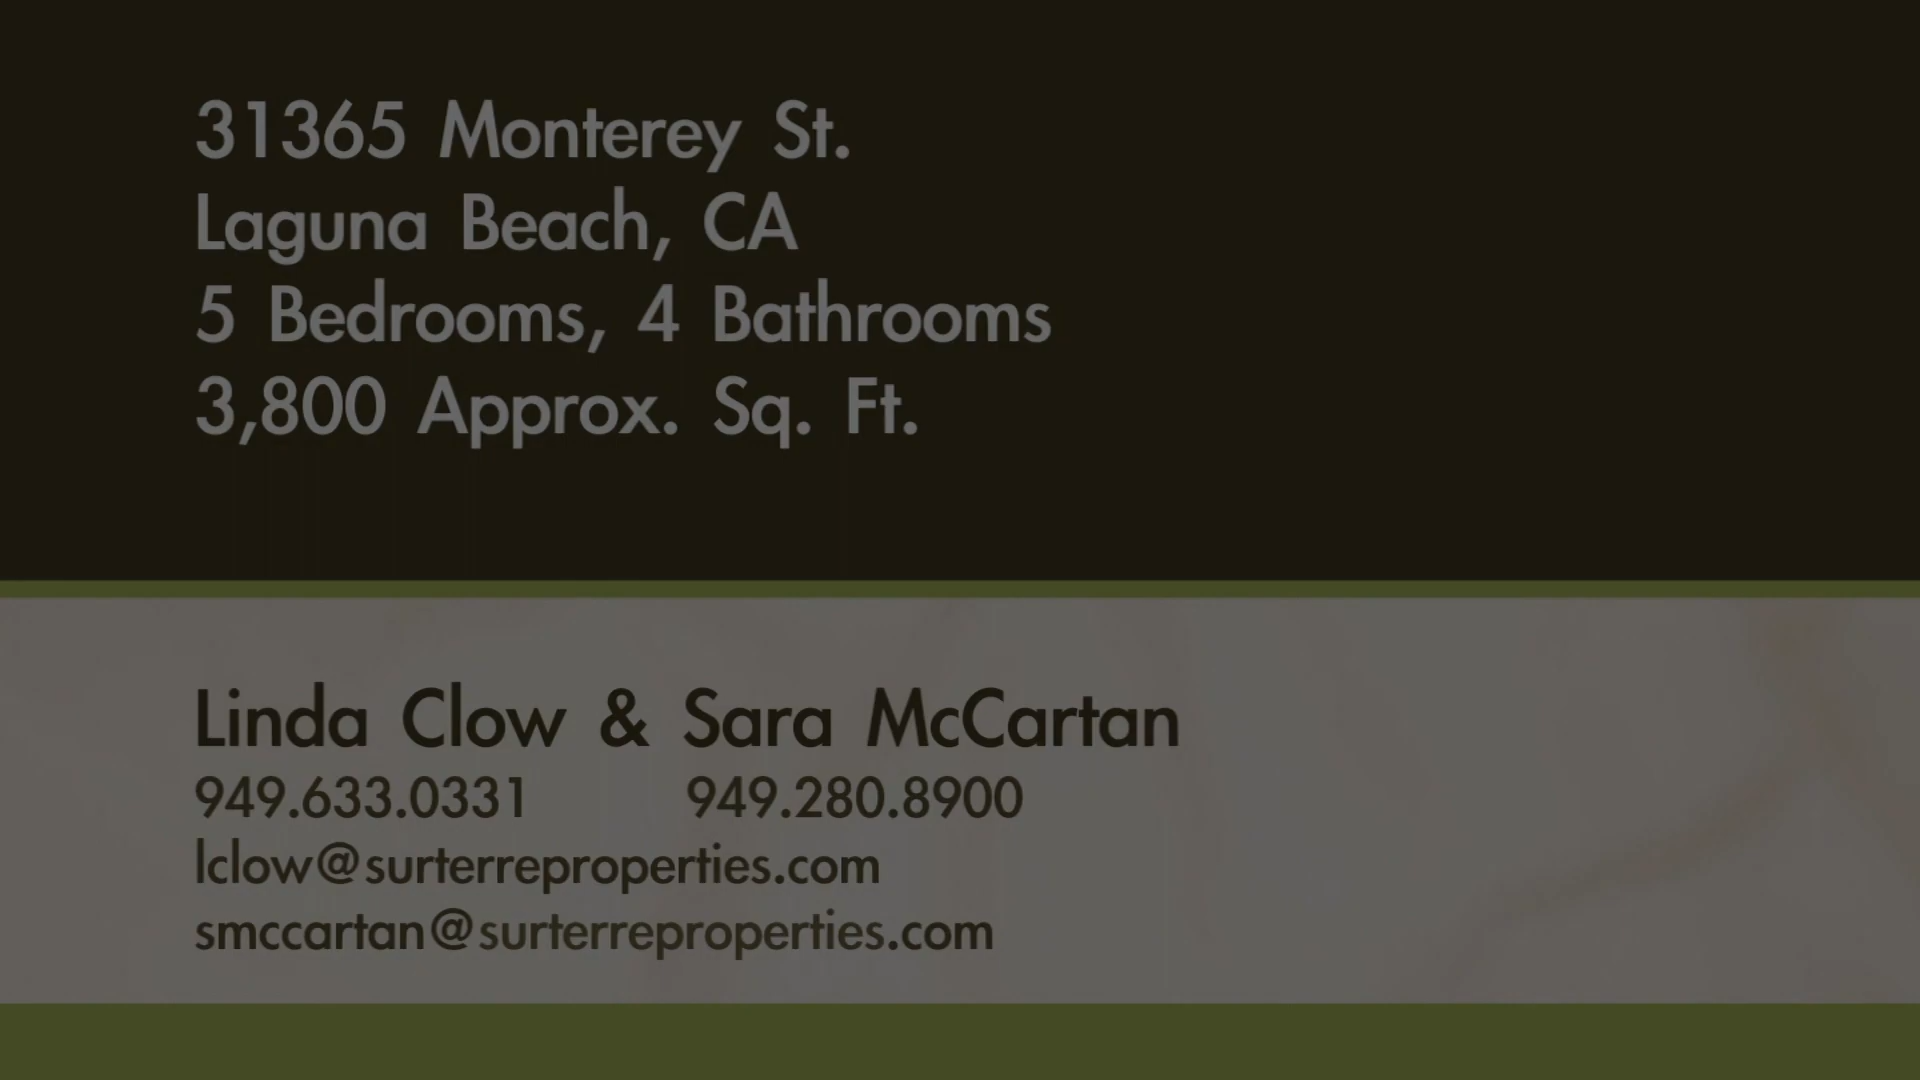 31365 Monterey St.
Laguna Beach, CA
5 Bedrooms, 4 Bathrooms
3,800 Approx. Sq. Ft.
Linda Clow & Sara McCartan
949.633.0331 949.280.8900
lclow@surterreproperties.com
smccartan@surterreproperties.com